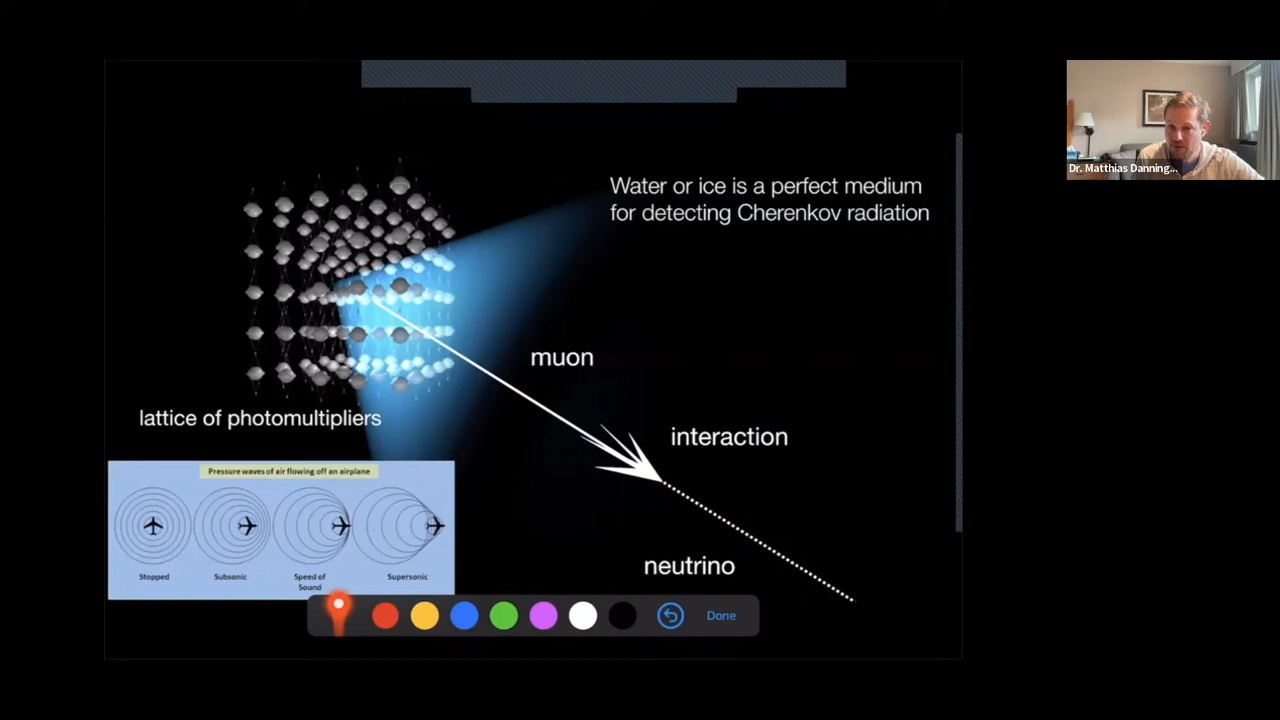 Water or ice is a perfect medium
for detecting Cherenkov radiation
Dr. Matthias Danning...
muon
lattice of photomultipliers
interaction
Pressure waves of air flowing off an airplane
Stopped
Subsonic
Speed of
Sound
Supersonic
neutrino
Done